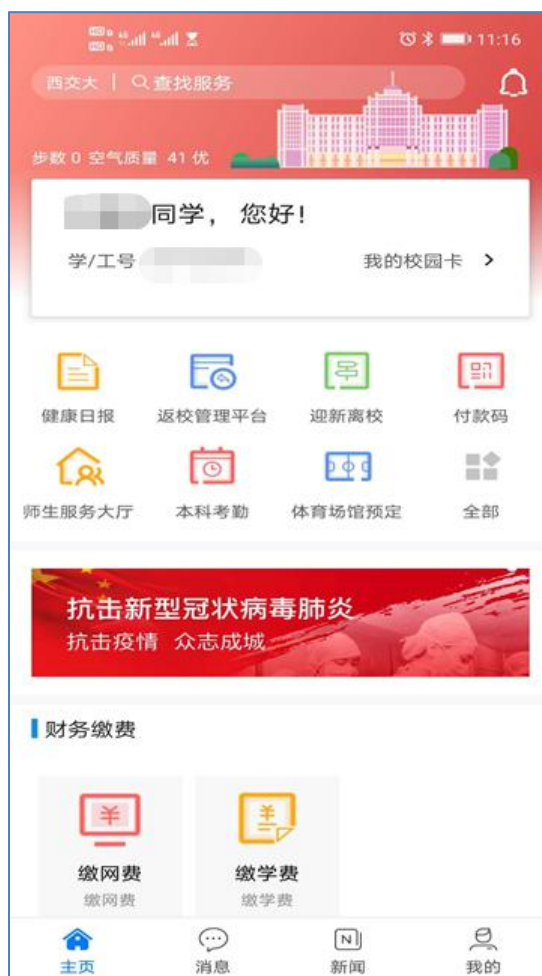 11:16
西交大 | 查找服务
步数 0 空气质量 41 优
同学，您好!
学/工号 我的校园卡 >
健康日报 返校管理平台 迎新离校 付款码
师生服务大厅 本科考勤 体育场馆预定 全部
抗击新型冠状病毒肺炎
抗击疫情 众志成城
财务缴费
缴网费 缴学费
缴网费 缴学费
主页 消息 新闻 我的